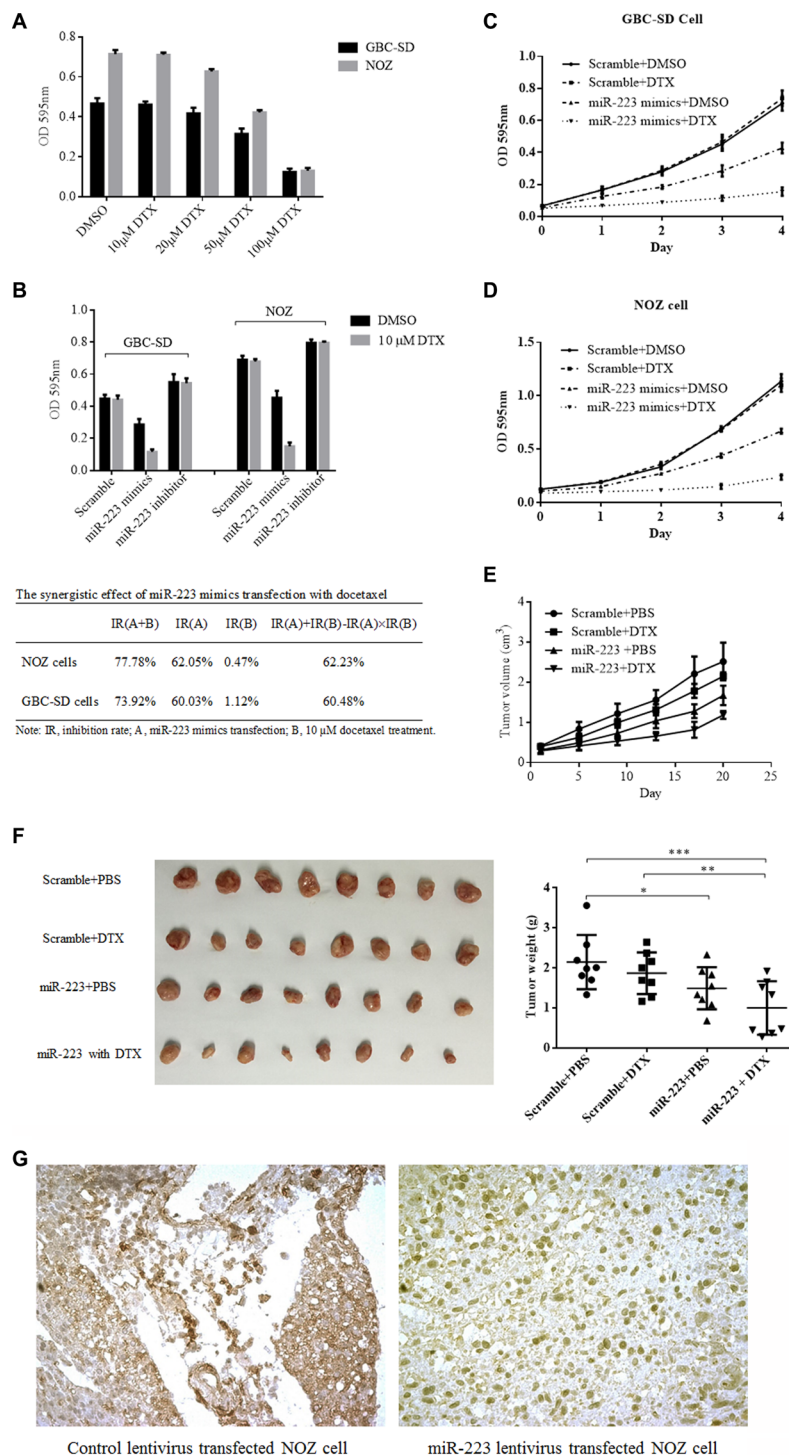 A
GBC-SD
NOZ
OD 595nm
0.8
0.6
0.4
0.2
0.0
DMSO
10μM DTX
20μM DTX
50μM DTX
100μM DTX
C
GBC-SD Cell
Scramble+DMSO
Scramble+DTX
miR-223 mimics+DMSO
miR-223 mimics+DTX
OD 595nm
1.0
0.8
0.6
0.4
0.2
0.0
0 1 2 3 4
Day
B
DMSO
10 μM DTX
GBC-SD
NOZ
OD 595nm
1.0
0.8
0.6
0.4
0.2
0.0
Scramble
miR-223 mimics
miR-223 inhibitor
Scramble
miR-223 mimics
miR-223 inhibitor
D
NOZ cell
Scramble+DMSO
Scramble+DTX
miR-223 mimics+DMSO
miR-223 mimics+DTX
OD 595nm
1.5
1.0
0.5
0.0
0 1 2 3 4
Day
The synergistic effect of miR-223 mimics transfection with docetaxel
IR(A+B) IR(A) IR(B) IR(A)+IR(B)-IR(A)×IR(B)
NOZ cells 77.78% 62.05% 0.47% 62.23%
GBC-SD cells 73.92% 60.03% 1.12% 60.48%
Note: IR, inhibition rate; A, miR-223 mimics transfection; B, 10 μM docetaxel treatment.
E
Scramble+PBS
Scramble+DTX
miR-223 +PBS
miR-223+DTX
Tumor volume (cm3)
4
3
2
1
0
0 5 10 15 20 25
Day
F
Scramble+PBS
Scramble+DTX
miR-223+PBS
miR-223 with DTX
***
**
*
Tumor weight (g)
4
3
2
1
0
Scramble+PBS
Scramble+DTX
miR-223+PBS
miR-223 + DTX
G
Control lentivirus transfected NOZ cell
miR-223 lentivirus transfected NOZ cell